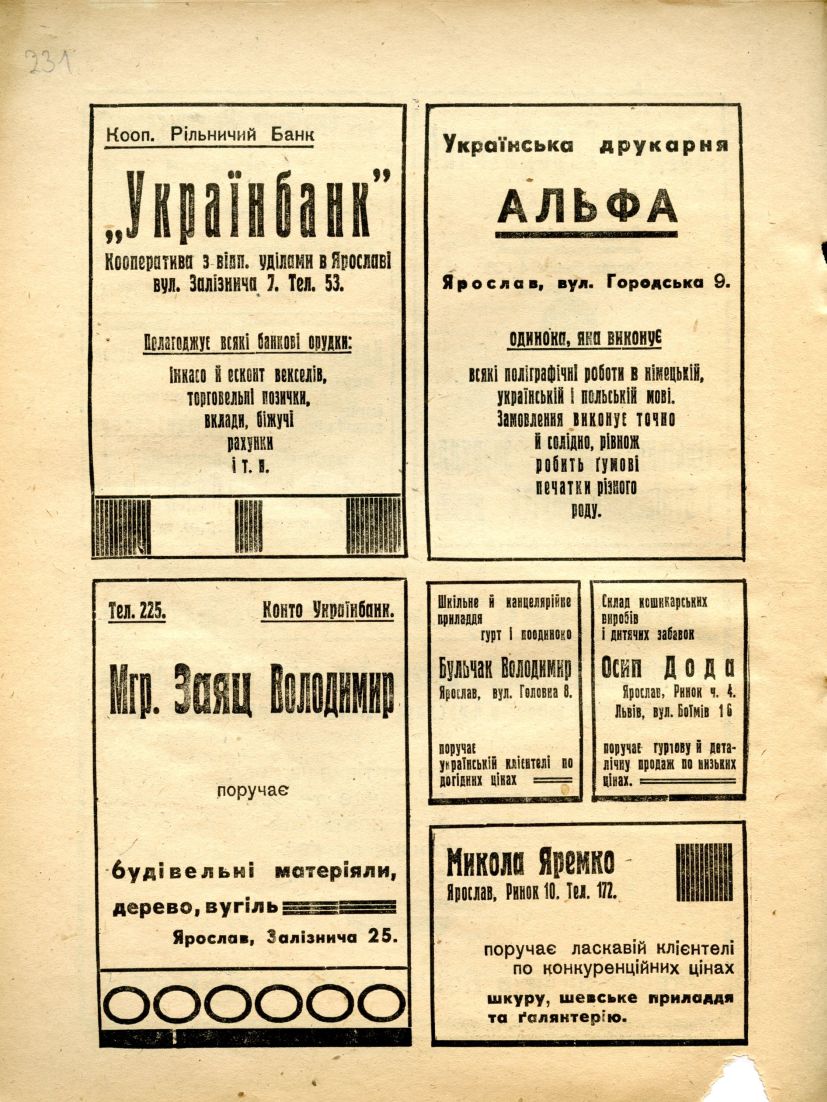 231
Кооп. Рільничий Банк
„Українбанк”
Кооператива з відп. уділами в Ярославі
вул. Залізнича 7. Тел. 53.
Полагоджує всякі банкові орудки:
інкасо й есконт векселів,
торговельні позички,
вклади, біжучі
рахунки
і т. п.
Українська друкарня
АЛЬФА
Ярослав, вул. Городська 9.
одинока, яка виконує
всякі поліграфічні роботи в німецькій,
українській і польській мові.
Замовлення виконує точно
й солідно, рівнож
робить ґумові
печатки різного
роду.
Тел. 225. Конто Українбанк.
Мґр. Заяц Володимир
поручає
будівельні матеріяли,
дерево, вугіль
Ярослав, Залізнича 25.
Шкільне й канцелярійне
приладдя
гурт і поодиноко
Бульчак Володимир
Ярослав, вул. Головна 8.
поручає
українській клієнтелі по
догідних цінах
Склад кошикарських
виробів
і дитячих забавок
Осип Дода
Ярослав, Ринок ч. 4.
Львів, вул. Боїмів 16
поручає гуртову й дета-
лічну продаж по низьких
цінах.
Микола Яремко
Ярослав, Ринок 10. Тел. 172.
поручає ласкавій клієнтелі
по конкуренційних цінах
шкуру, шевське приладдя
та ґалянтерію.